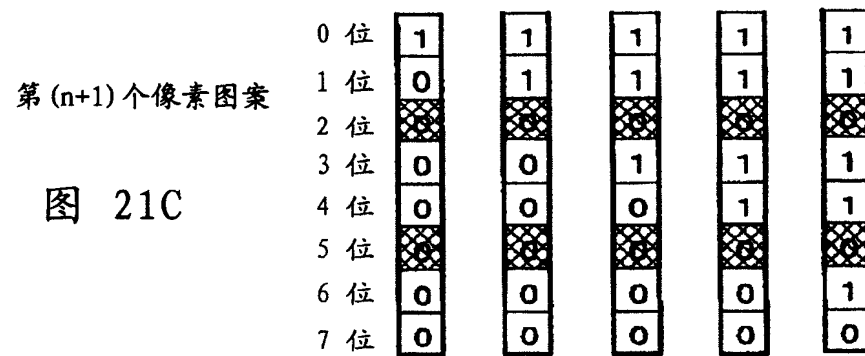 0 位 1 1 1 1 1
1 位 0 1 1 1 1
第(n+1)个像素图案
2 位 0 0 0 0 0
3 位 0 0 1 1 1
图 21C
4 位 0 0 0 1 1
5 位 0 0 0 0 0
6 位 0 0 0 0 1
7 位 0 0 0 0 0